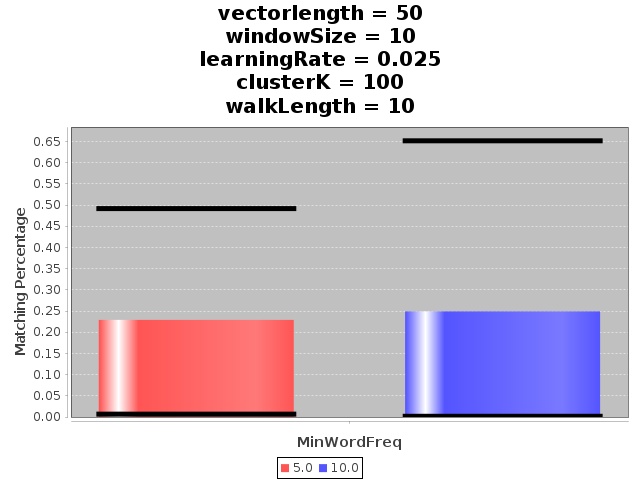 vectorlength = 50
windowSize = 10
learningRate = 0.025
clusterK = 100
walkLength = 10
Matching Percentage
0.65
0.60
0.55
0.50
0.45
0.40
0.35
0.30
0.25
0.20
0.15
0.10
0.05
0.00
MinWordFreq
5.0 10.0